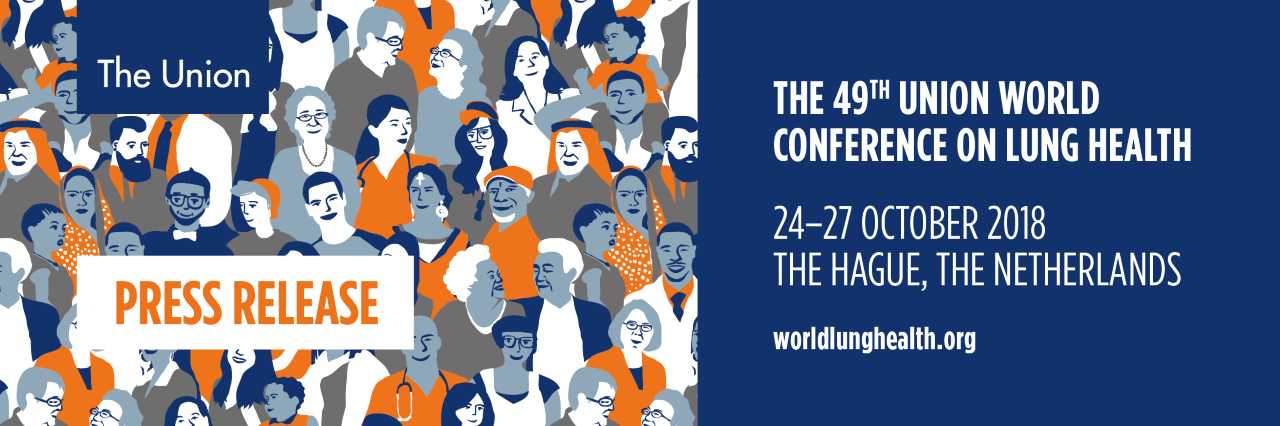 The Union
PRESS RELEASE
THE 49TH UNION WORLD
CONFERENCE ON LUNG HEALTH
24–27 OCTOBER 2018
THE HAGUE, THE NETHERLANDS
worldlunghealth.org